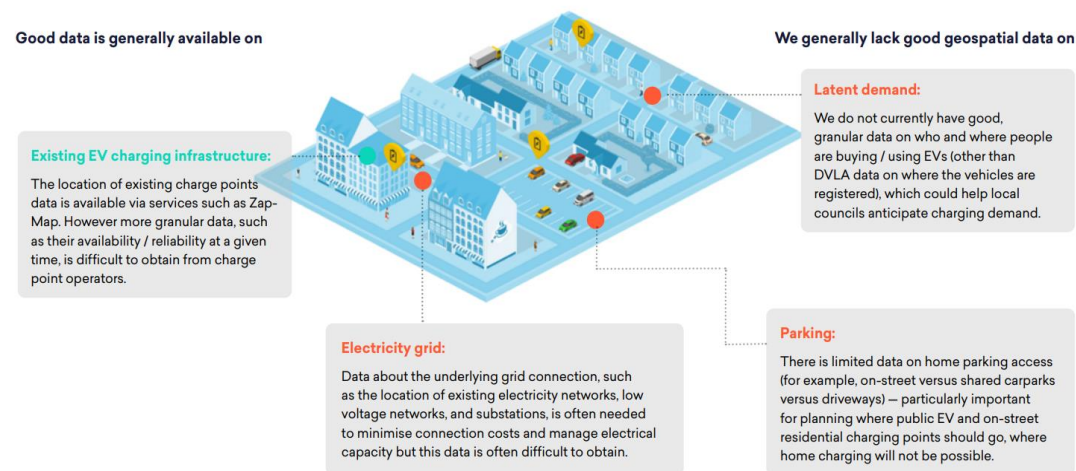 Good data is generally available on
We generally lack good geospatial data on
Existing EV charging infrastructure:
The location of existing charge points
data is available via services such as Zap-
Map. However more granular data, such
as their availability / reliability at a given
time, is difficult to obtain from charge
point operators.
Latent demand:
We do not currently have good,
granular data on who and where people
are buying / using EVs (other than
DVLA data on where the vehicles are
registered), which could help local
councils anticipate charging demand.
Electricity grid:
Data about the underlying grid connection, such
as the location of existing electricity networks, low
voltage networks, and substations, is often needed
to minimise connection costs and manage electrical
capacity but this data is often difficult to obtain.
Parking:
There is limited data on home parking access
(for example, on-street versus shared carparks
versus driveways) — particularly important
for planning where public EV and on-street
residential charging points should go, where
home charging will not be possible.